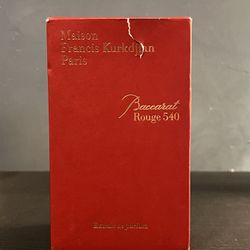 Maison
Francis Kurkdjian
Paris
Baccarat
Rouge 540
Extrait de parfum